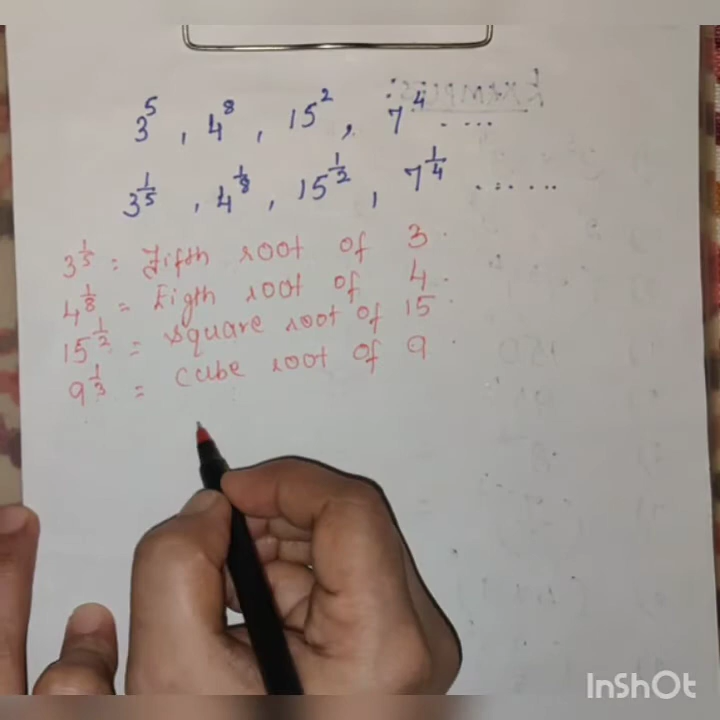 3^5 , 4^8 , 15^2 , 7^4 ....
3^1/5 , 4^1/8 , 15^1/2 , 7^1/4 ......
3^1/5 = Fifth root of 3.
4^1/8 = Eigth root of 4.
15^1/2 = square root of 15.
9^1/3 = cube root of 9.
InShOt